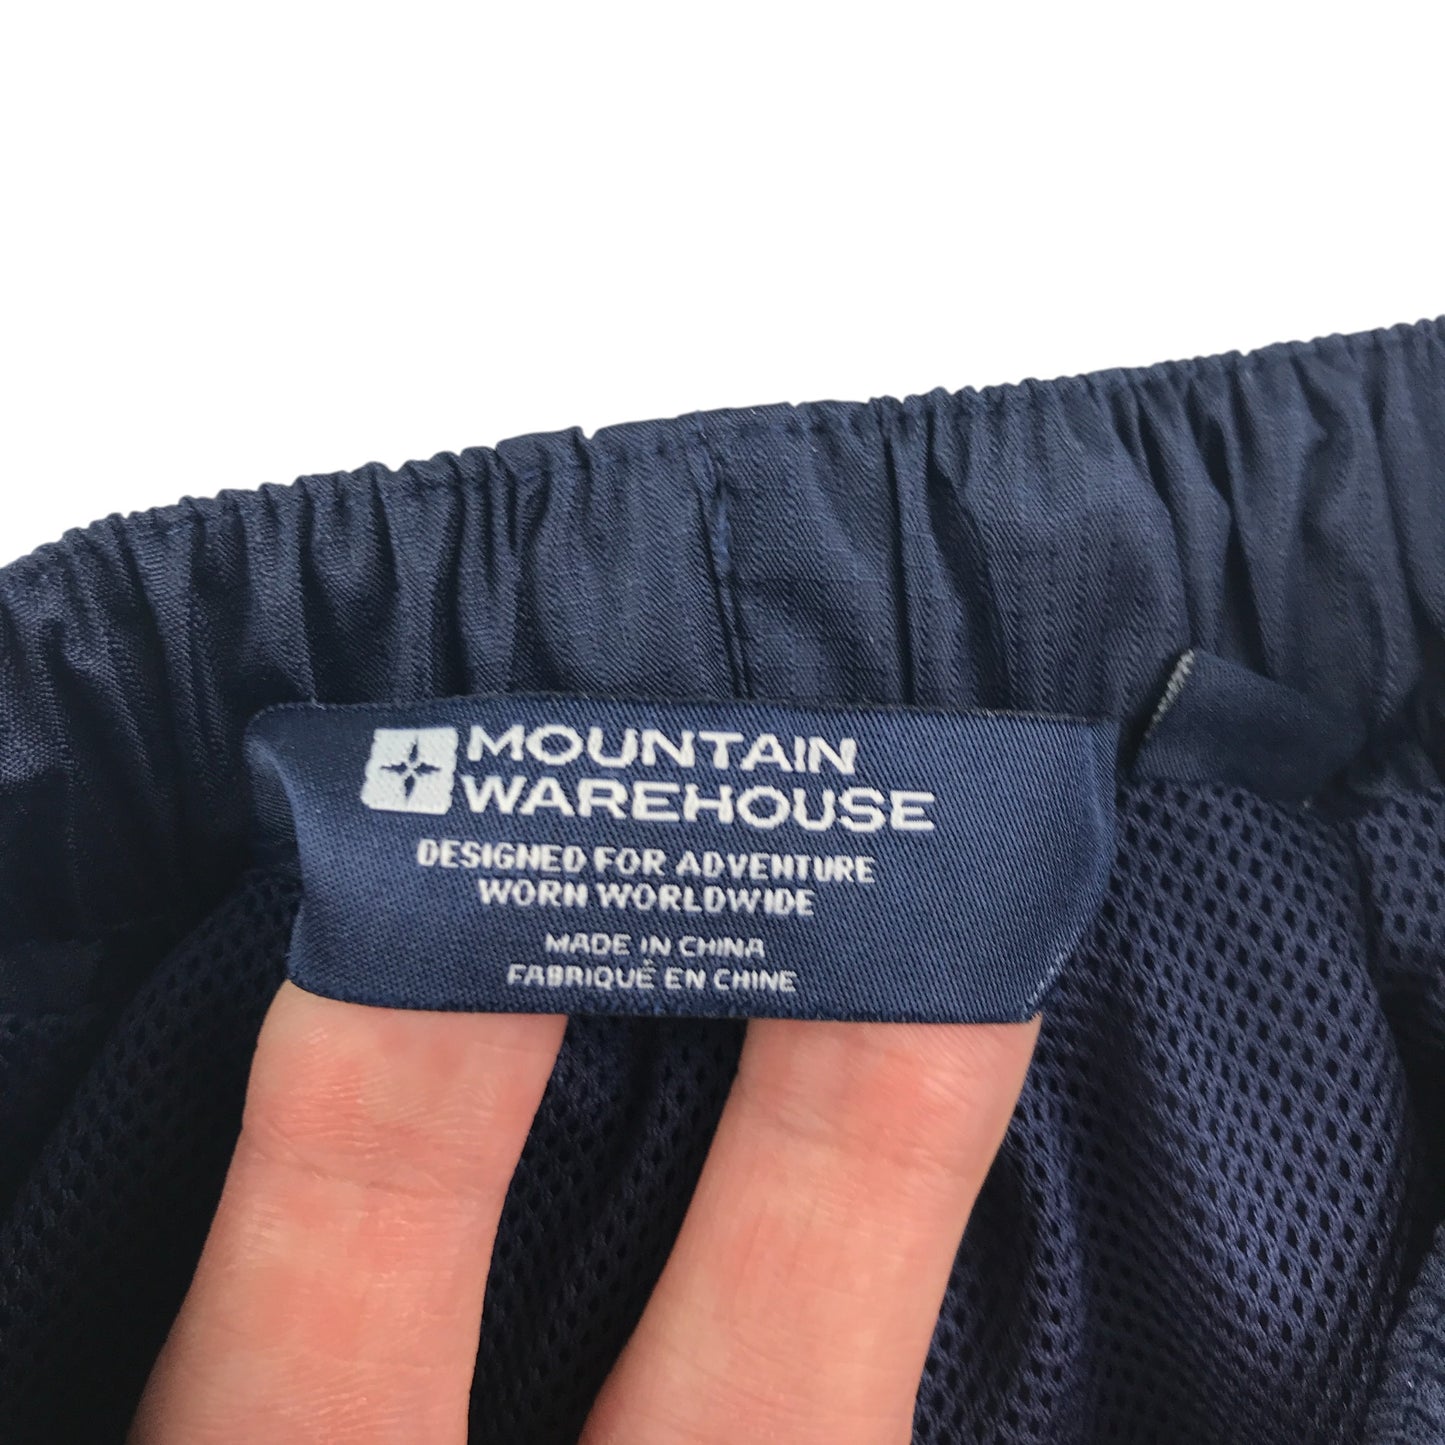 MOUNTAIN
WAREHOUSE
DESIGNED FOR ADVENTURE
WORN WORLDWIDE
MADE IN CHINA
FABRIQUÉ EN CHINE